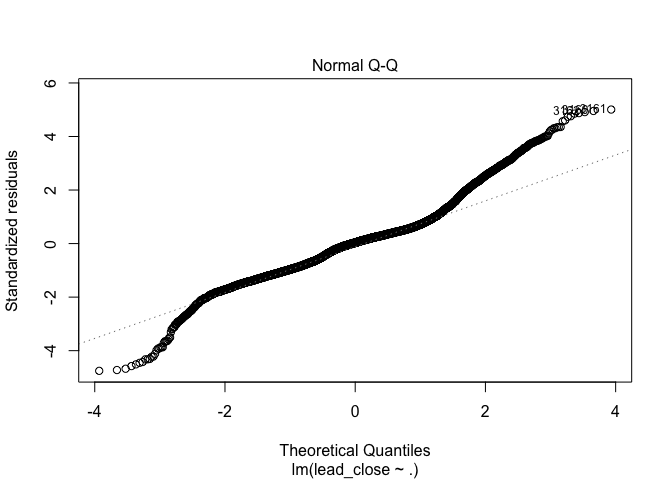 Normal Q-Q
6
4
2
0
-2
-4
Standardized residuals
-4
-2
0
2
4
Theoretical Quantiles
lm(lead_close ~ .)